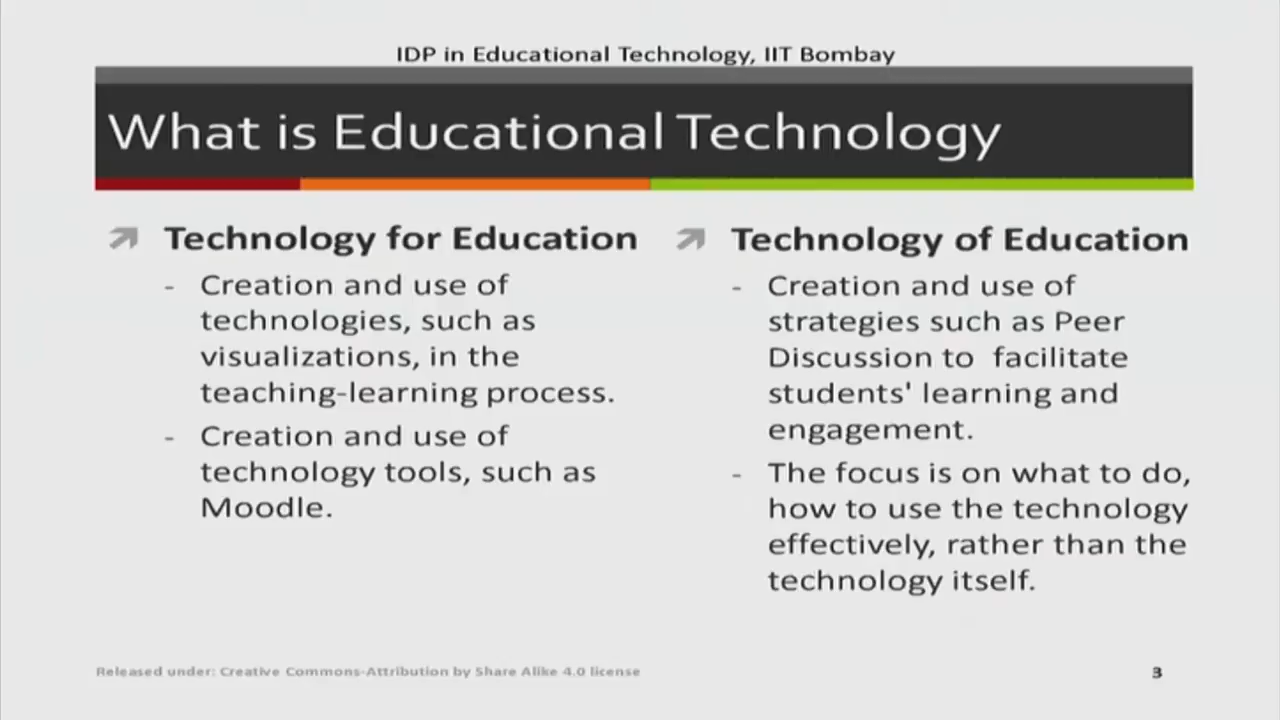 IDP in Educational Technology, IIT Bombay
What is Educational Technology
Technology for Education
- Creation and use of
technologies, such as
visualizations, in the
teaching-learning process.
- Creation and use of
technology tools, such as
Moodle.
Technology of Education
- Creation and use of
strategies such as Peer
Discussion to facilitate
students' learning and
engagement.
- The focus is on what to do,
how to use the technology
effectively, rather than the
technology itself.
Released under: Creative Commons-Attribution by Share Alike 4.0 license
3